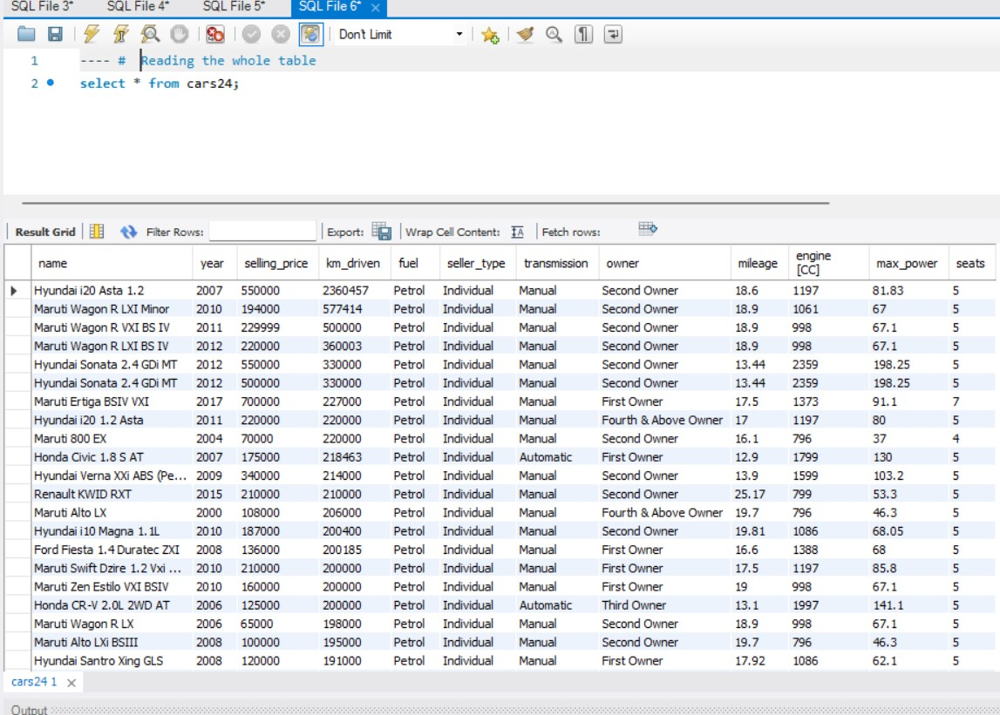 SQL File 3* SQL File 4* SQL File 5* SQL File 6*
Don't Limit
1 ---- # Reading the whole table
2 select * from cars24;
Result Grid Filter Rows: Export: Wrap Cell Content: Fetch rows:
name year selling_price km_driven fuel seller_type transmission owner mileage engine [CC] max_power seats
Hyundai i20 Asta 1.2 2007 550000 2360457 Petrol Individual Manual Second Owner 18.6 1197 81.83 5
Maruti Wagon R LXI Minor 2010 194000 577414 Petrol Individual Manual Second Owner 18.9 1061 67 5
Maruti Wagon R VXI BS IV 2011 229999 500000 Petrol Individual Manual Second Owner 18.9 998 67.1 5
Maruti Wagon R LXI BS IV 2012 220000 360003 Petrol Individual Manual Second Owner 18.9 998 67.1 5
Hyundai Sonata 2.4 GDi MT 2012 550000 330000 Petrol Individual Manual Second Owner 13.44 2359 198.25 5
Hyundai Sonata 2.4 GDi MT 2012 500000 330000 Petrol Individual Manual Second Owner 13.44 2359 198.25 5
Maruti Ertiga BSIV VXI 2017 700000 227000 Petrol Individual Manual First Owner 17.5 1373 91.1 7
Hyundai i20 1.2 Asta 2011 220000 220000 Petrol Individual Manual Fourth & Above Owner 17 1197 80 5
Maruti 800 EX 2004 70000 220000 Petrol Individual Manual Second Owner 16.1 796 37 4
Honda Civic 1.8 S AT 2007 175000 218463 Petrol Individual Automatic First Owner 12.9 1799 130 5
Hyundai Verna XXi ABS (Pe... 2009 340000 214000 Petrol Individual Manual Second Owner 13.9 1599 103.2 5
Renault KWID RXT 2015 210000 210000 Petrol Individual Manual Second Owner 25.17 799 53.3 5
Maruti Alto LX 2000 108000 206000 Petrol Individual Manual Fourth & Above Owner 19.7 796 46.3 5
Hyundai i10 Magna 1.1L 2010 187000 200400 Petrol Individual Manual Second Owner 19.81 1086 68.05 5
Ford Fiesta 1.4 Duratec ZXI 2008 136000 200185 Petrol Individual Manual First Owner 16.6 1388 68 5
Maruti Swift Dzire 1.2 Vxi ... 2010 210000 200000 Petrol Individual Manual First Owner 17.5 1197 85.8 5
Maruti Zen Estilo VXI BSIV 2010 160000 200000 Petrol Individual Manual First Owner 19 998 67.1 5
Honda CR-V 2.0L 2WD AT 2006 125000 200000 Petrol Individual Automatic Third Owner 13.1 1997 141.1 5
Maruti Wagon R LX 2006 65000 198000 Petrol Individual Manual Second Owner 18.9 998 67.1 5
Maruti Alto LXi BSIII 2008 100000 195000 Petrol Individual Manual Second Owner 19.7 796 46.3 5
Hyundai Santro Xing GLS 2008 120000 191000 Petrol Individual Manual First Owner 17.92 1086 62.1 5
cars24 1
Output